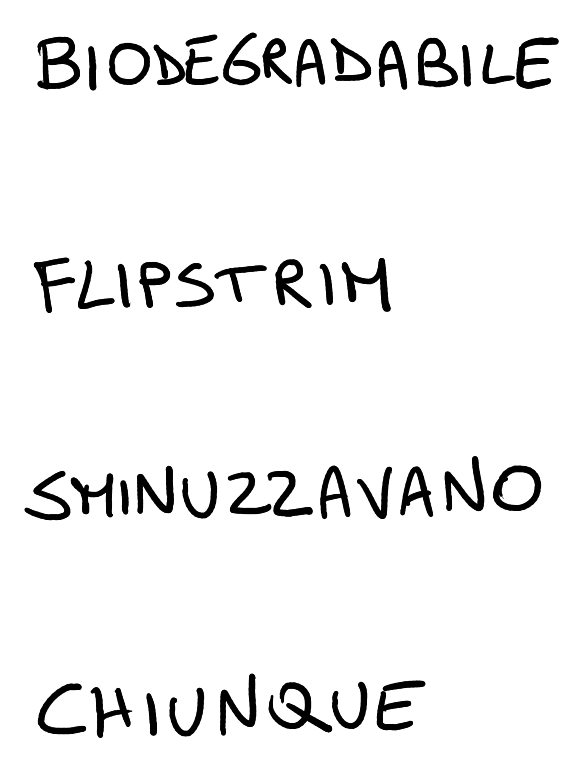 BIODEGRADABILE
FLIPSTRIM
SMINUZZAVANO
CHIUNQUE